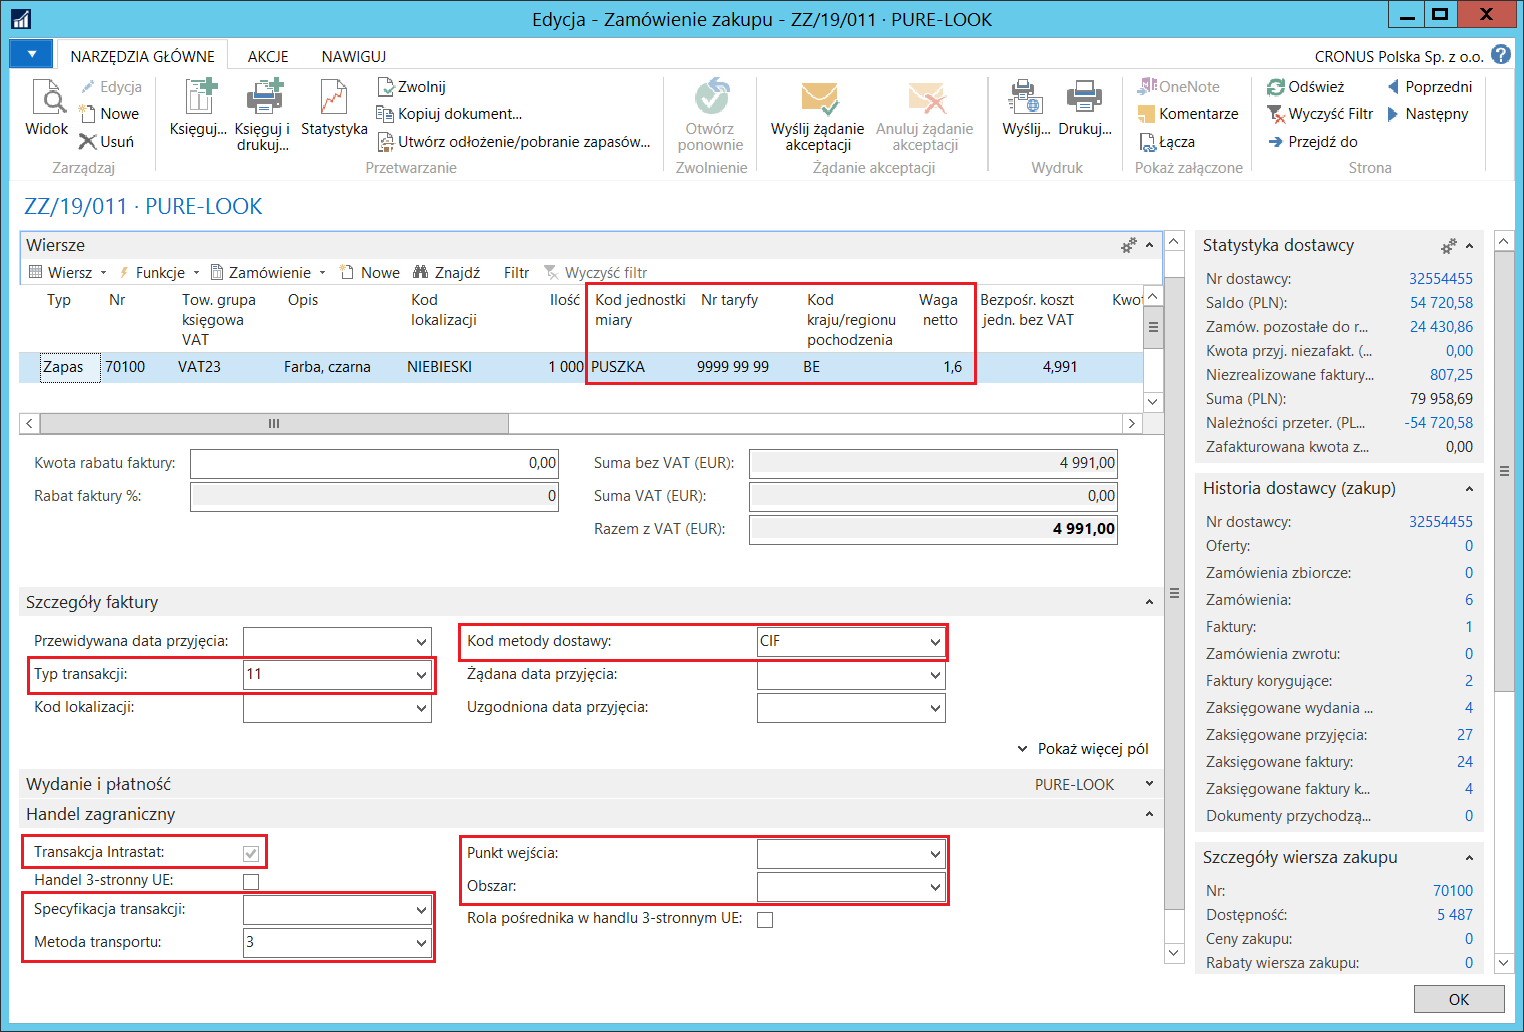 Edycja - Zamówienie zakupu - ZZ/19/011 · PURE-LOOK
NARZĘDZIA GŁÓWNE AKCJE NAWIGUJ
CRONUS Polska Sp. z o.o.
Widok
Edycja
Nowe
Usuń
Zarządzaj
Księguj...
Księguj i drukuj...
Statystyka
Zwolnij
Kopiuj dokument...
Utwórz odłożenie/pobranie zapasów...
Przetwarzanie
Otwórz ponownie
Zwolnienie
Wyślij żądanie akceptacji
Anuluj żądanie akceptacji
Żądanie akceptacji
Wyślij...
Drukuj...
Wydruk
OneNote
Komentarze
Łącza
Pokaż załączone
Odśwież
Wyczyść Filtr
Przejdź do
Poprzedni
Następny
Strona
ZZ/19/011 · PURE-LOOK
Wiersze
Wiersz Funkcje Zamówienie Nowe Znajdź Filtr Wyczyść filtr
Typ Nr Tow. grupa księgowa VAT Opis Kod lokalizacji Ilość Kod jednostki miary Nr taryfy Kod kraju/regionu pochodzenia Waga netto Bezpośr. koszt jedn. bez VAT Kwot
Zapas 70100 VAT23 Farba, czarna NIEBIESKI 1 000 PUSZKA 9999 99 99 BE 1,6 4,991
Kwota rabatu faktury: 0,00
Rabat faktury %: 0
Suma bez VAT (EUR): 4 991,00
Suma VAT (EUR): 0,00
Razem z VAT (EUR): 4 991,00
Szczegóły faktury
Przewidywana data przyjęcia:
Typ transakcji: 11
Kod lokalizacji:
Kod metody dostawy: CIF
Żądana data przyjęcia:
Uzgodniona data przyjęcia:
Pokaż więcej pól
Wydanie i płatność PURE-LOOK
Handel zagraniczny
Transakcja Intrastat:
Handel 3-stronny UE:
Specyfikacja transakcji:
Metoda transportu: 3
Punkt wejścia:
Obszar:
Rola pośrednika w handlu 3-stronnym UE:
Statystyka dostawcy
Nr dostawcy: 32554455
Saldo (PLN): 54 720,58
Zamów. pozostałe do r... 24 430,86
Kwota przyj. niezafakt. (... 0,00
Niezrealizowane faktury... 807,25
Suma (PLN): 79 958,69
Należności przeter. (PL... -54 720,58
Zafakturowana kwota z... 0,00
Historia dostawcy (zakup)
Nr dostawcy: 32554455
Oferty: 0
Zamówienia zbiorcze: 0
Zamówienia: 6
Faktury: 1
Zamówienia zwrotu: 0
Faktury korygujące: 2
Zaksięgowane wydania ... 4
Zaksięgowane przyjęcia: 27
Zaksięgowane faktury: 24
Zaksięgowane faktury k... 4
Dokumenty przychodzą... 0
Szczegóły wiersza zakupu
Nr: 70100
Dostępność: 5 487
Ceny zakupu: 0
Rabaty wiersza zakupu: 0
OK